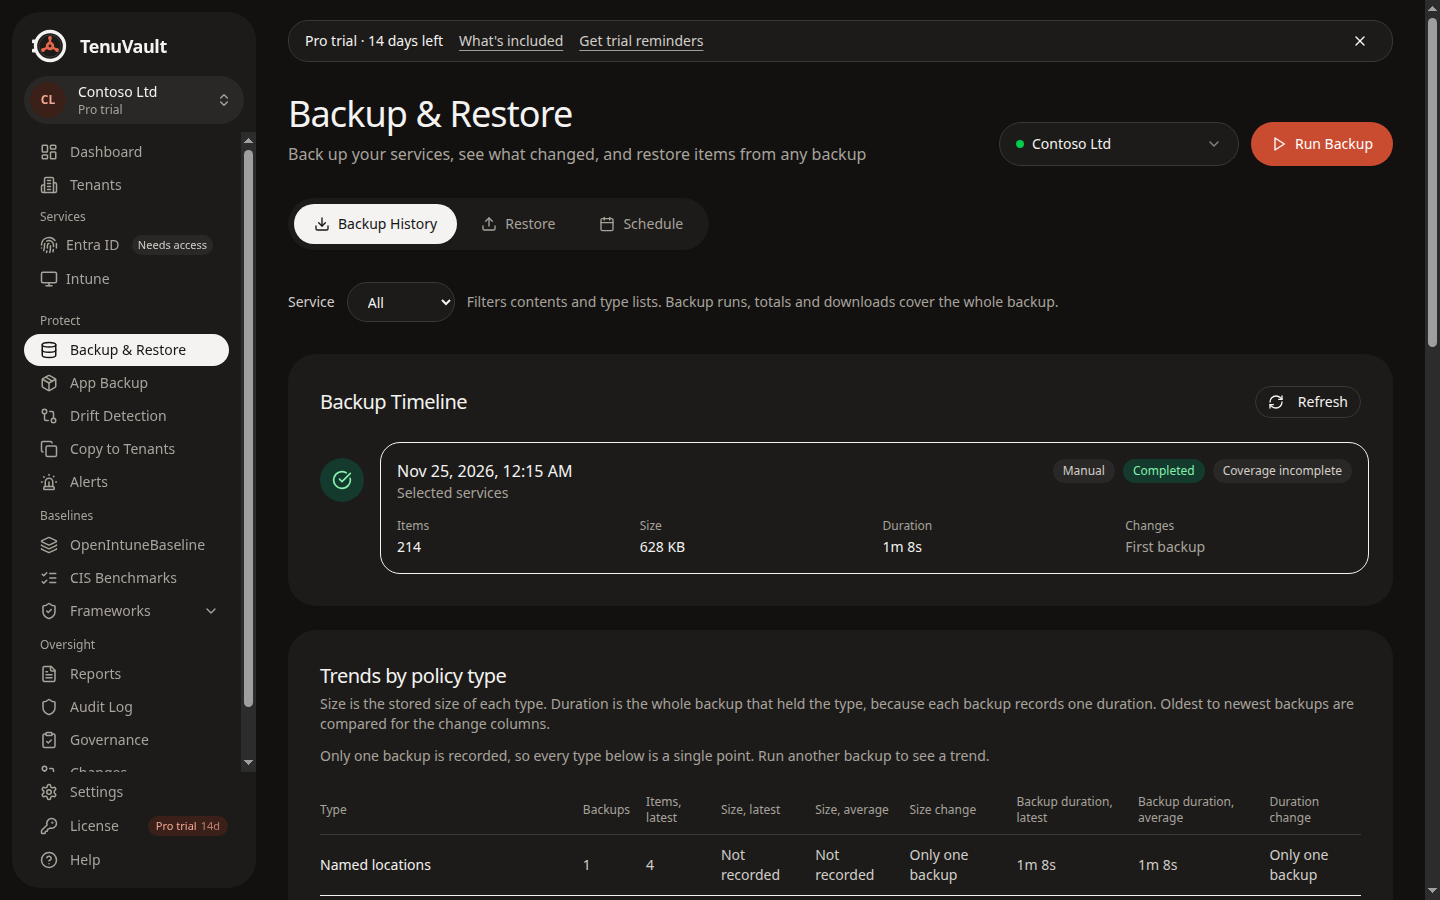 TenuVault
CL
Contoso Ltd
Pro trial
Dashboard
Tenants
Services
Entra ID
Needs access
Intune
Protect
Backup & Restore
App Backup
Drift Detection
Copy to Tenants
Alerts
Baselines
OpenIntuneBaseline
CIS Benchmarks
Frameworks
Oversight
Reports
Audit Log
Governance
Changes
Settings
License
Pro trial 14d
Help
Pro trial · 14 days left
What's included
Get trial reminders
Backup & Restore
Back up your services, see what changed, and restore items from any backup
Contoso Ltd
Run Backup
Backup History
Restore
Schedule
Service
All
Filters contents and type lists. Backup runs, totals and downloads cover the whole backup.
Backup Timeline
Refresh
Nov 25, 2026, 12:15 AM
Manual
Completed
Coverage incomplete
Selected services
Items
Size
Duration
Changes
214
628 KB
1m 8s
First backup
Trends by policy type
Size is the stored size of each type. Duration is the whole backup that held the type, because each backup records one duration. Oldest to newest backups are
compared for the change columns.
Only one backup is recorded, so every type below is a single point. Run another backup to see a trend.
Type
Backups
Items,
latest
Size, latest
Size, average
Size change
Backup duration,
latest
Backup duration,
average
Duration
change
Named locations
1
4
Not
recorded
Not
recorded
Only one
backup
1m 8s
1m 8s
Only one
backup